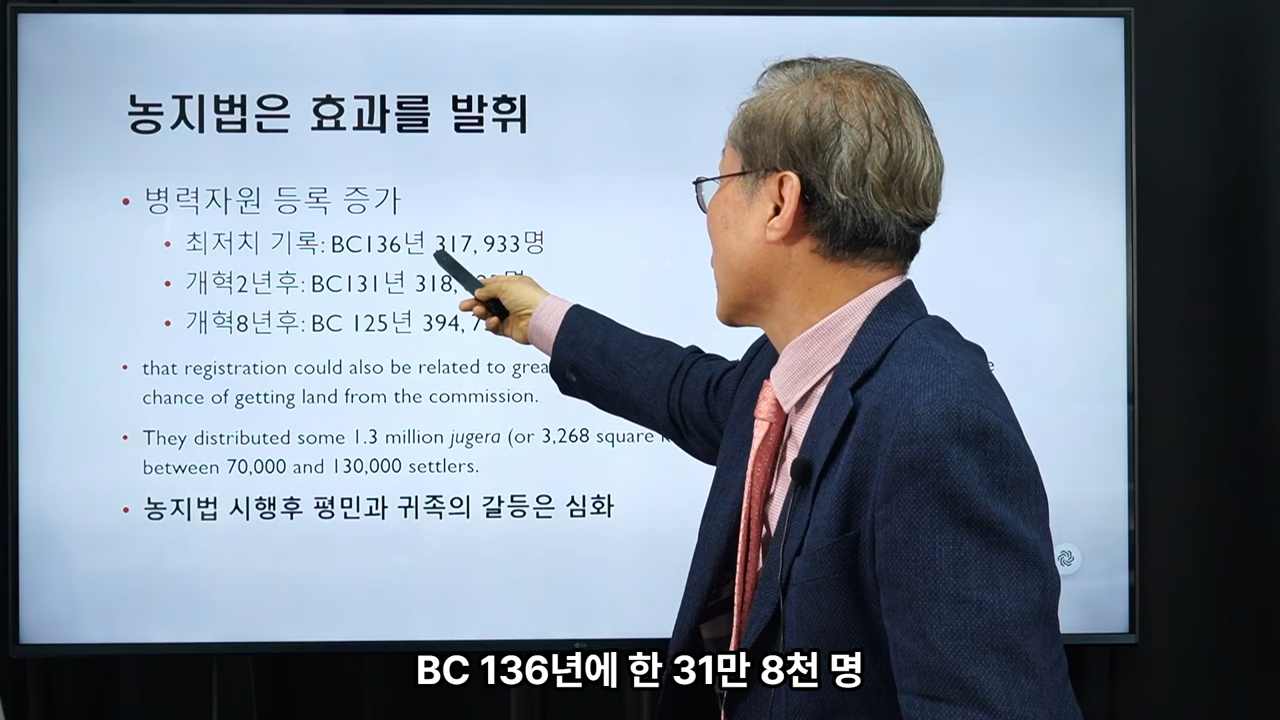 농지법은 효과를 발휘
• 병력자원 등록 증가
• 최저치 기록: BC136년 317, 933명
• 개혁2년후: BC131년 318, 명
• 개혁8년후: BC 125년 394, 7
• that registration could also be related to
chance of getting land from the commission.
• They distributed some 1.3 million jugera (or 3,268 square
between 70,000 and 130,000 settlers.
• 농지법 시행후 평민과 귀족의 갈등은 심화
BC 136년에 한 31만 8천 명